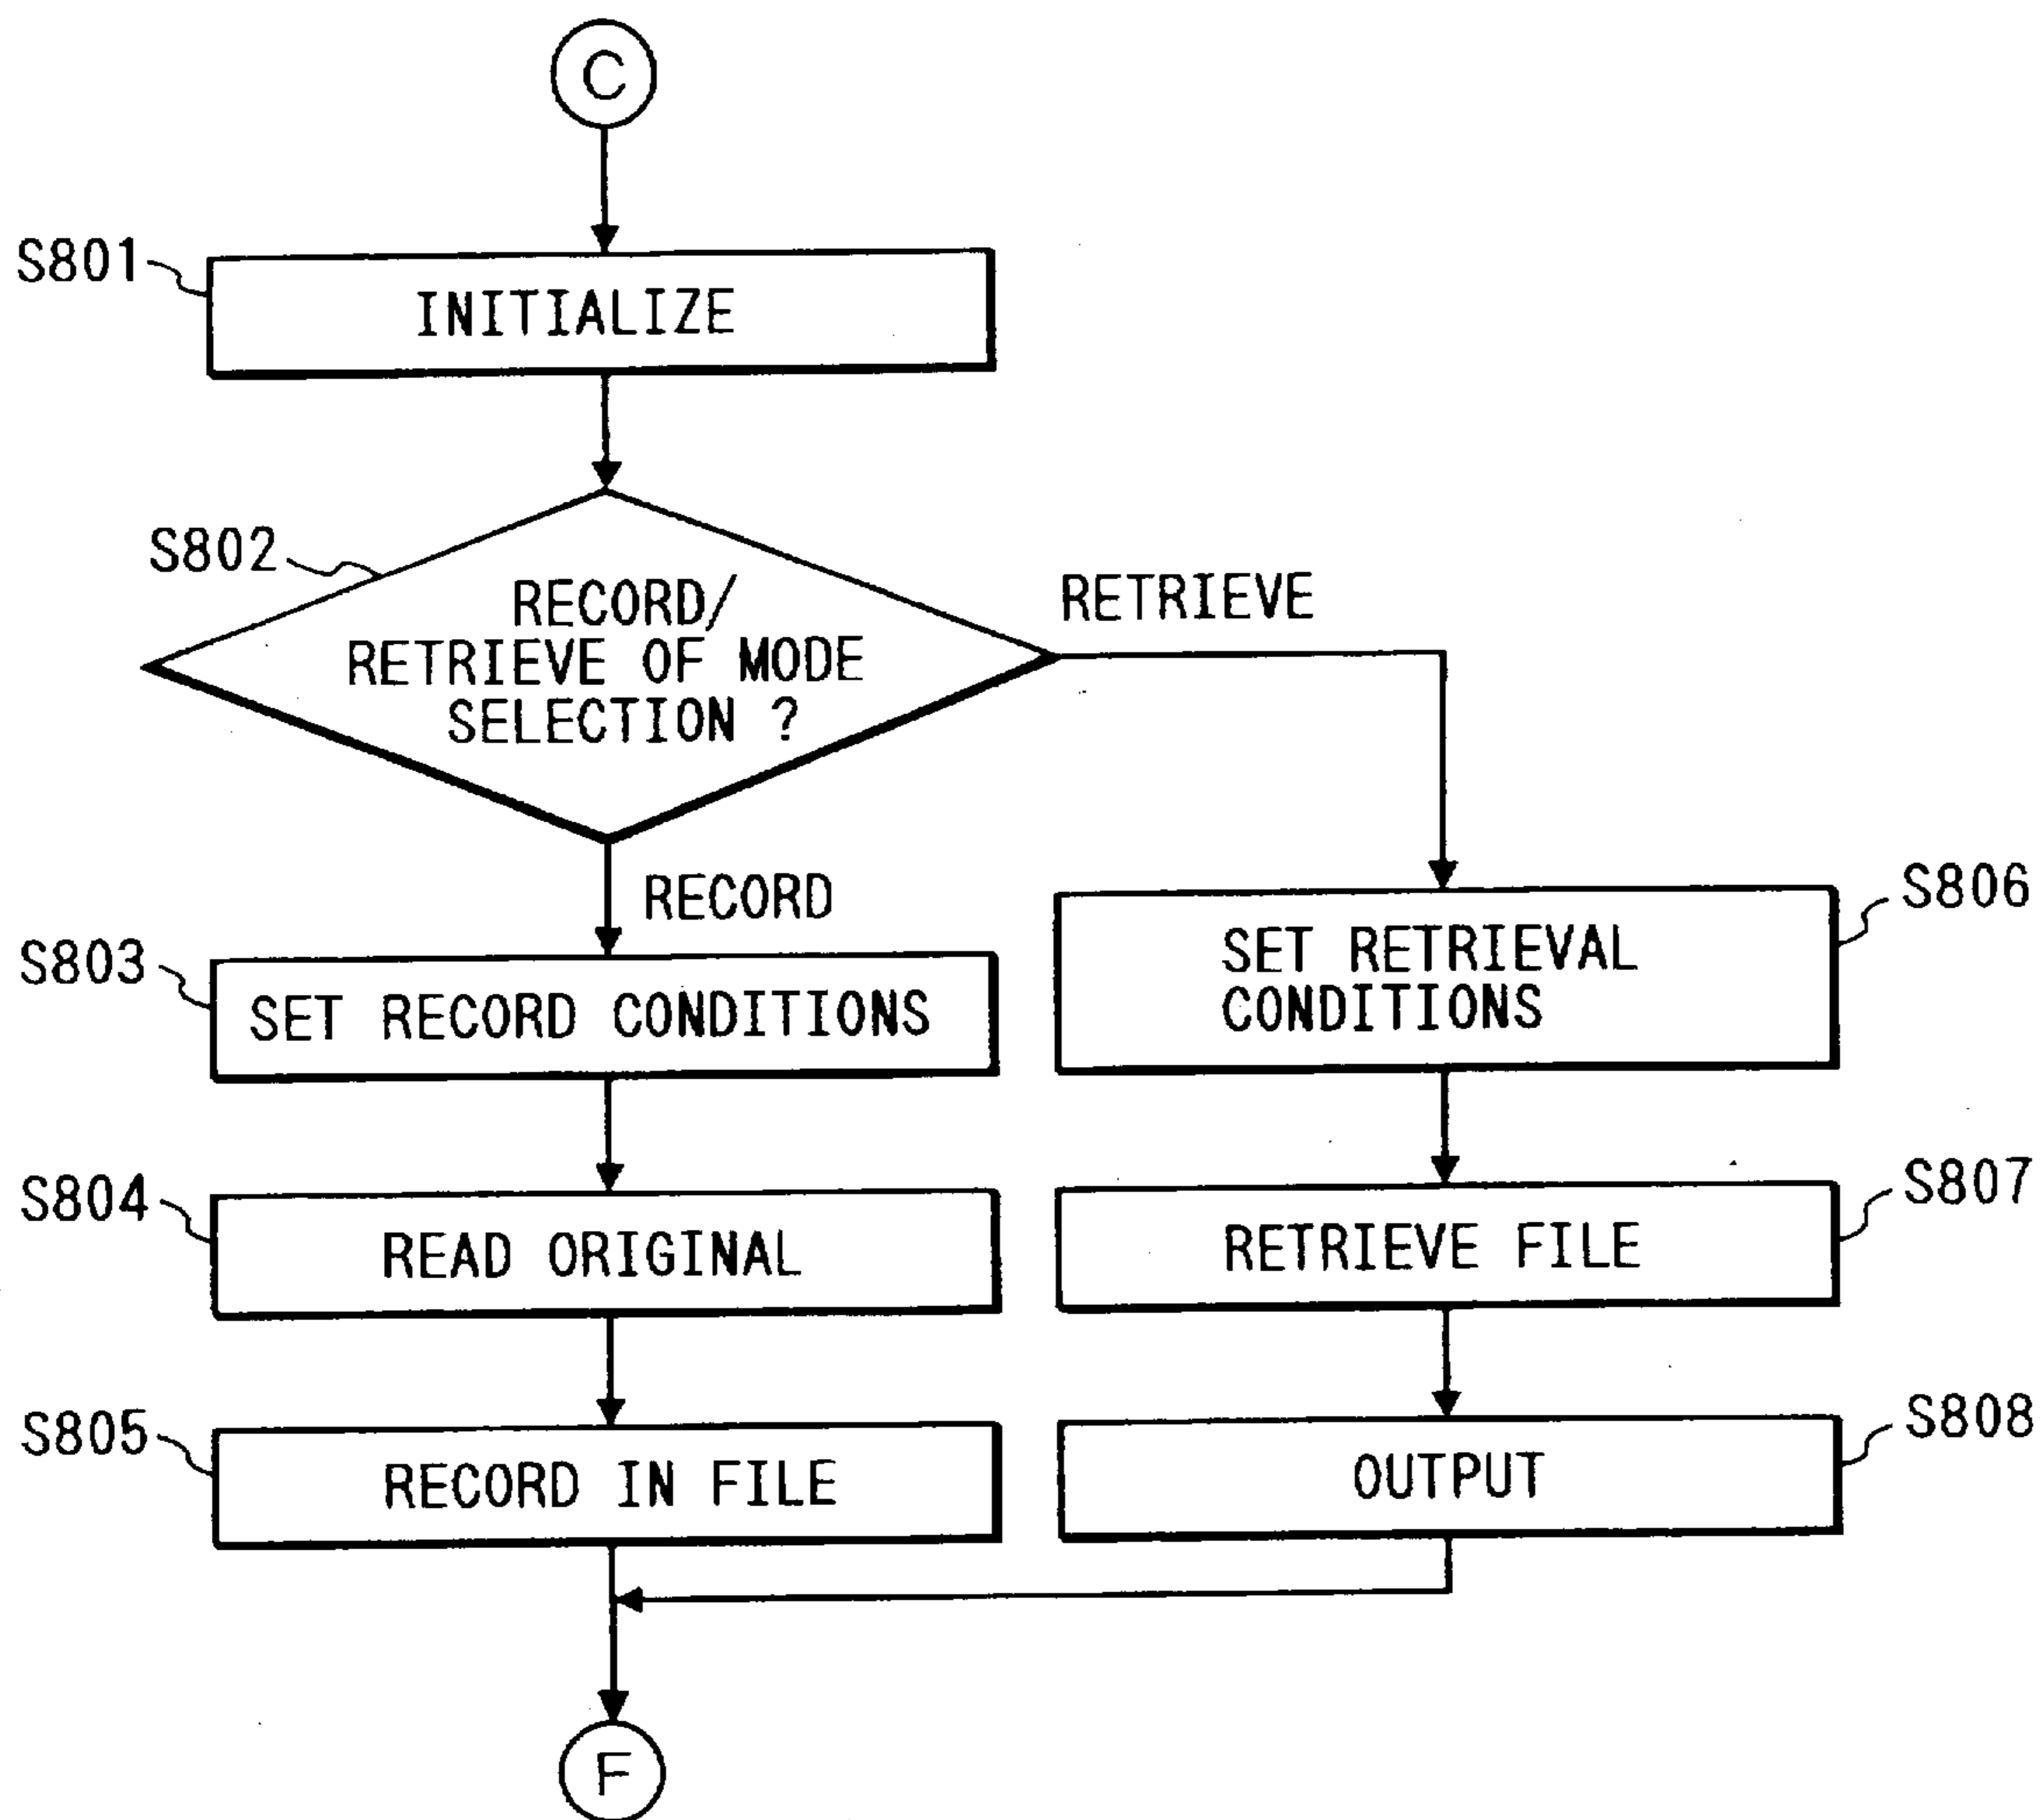 C
S801
INITIALIZE
S802
RECORD/
RETRIEVE OF MODE
SELECTION ?
RETRIEVE
RECORD
S803
SET RECORD CONDITIONS
S804
READ ORIGINAL
S805
RECORD IN FILE
S806
SET RETRIEVAL
CONDITIONS
S807
RETRIEVE FILE
S808
OUTPUT
F